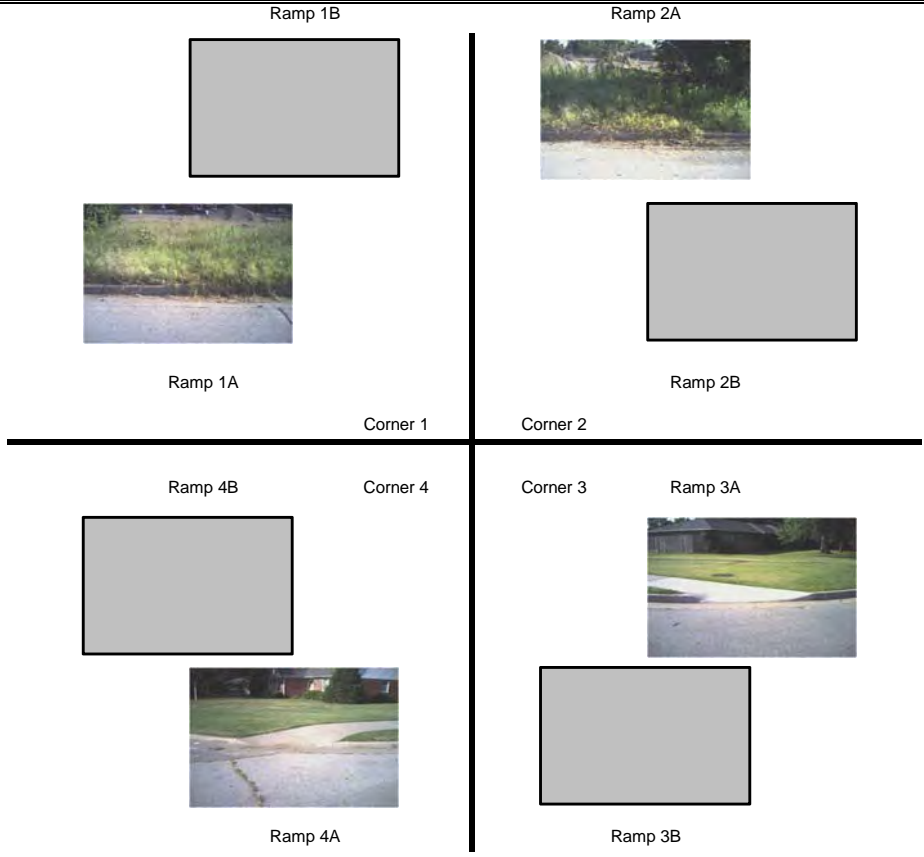 Ramp 1B
Ramp 2A
Ramp 1A
Ramp 2B
Corner 1
Corner 2
Ramp 4B
Corner 4
Corner 3
Ramp 3A
Ramp 4A
Ramp 3B